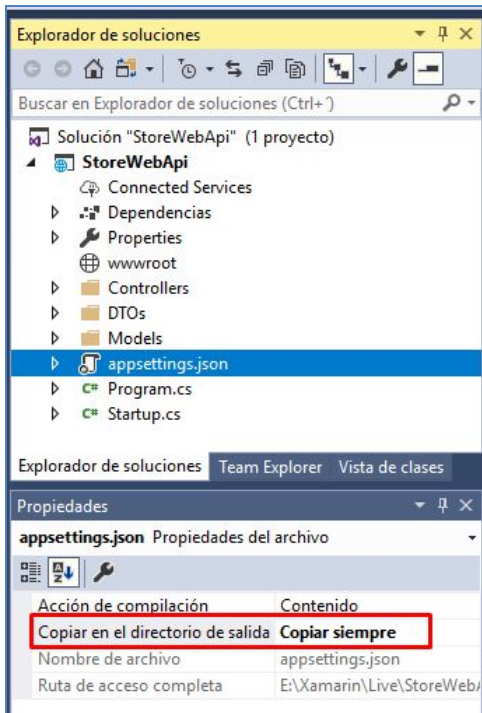 Explorador de soluciones
Buscar en Explorador de soluciones (Ctrl+´)
Solución "StoreWebApi" (1 proyecto)
StoreWebApi
Connected Services
Dependencias
Properties
wwwroot
Controllers
DTOs
Models
appsettings.json
C# Program.cs
C# Startup.cs
Explorador de soluciones Team Explorer Vista de clases
Propiedades
appsettings.json Propiedades del archivo
Acción de compilación Contenido
Copiar en el directorio de salida Copiar siempre
Nombre de archivo appsettings.json
Ruta de acceso completa E:\Xamarin\Live\StoreWebA